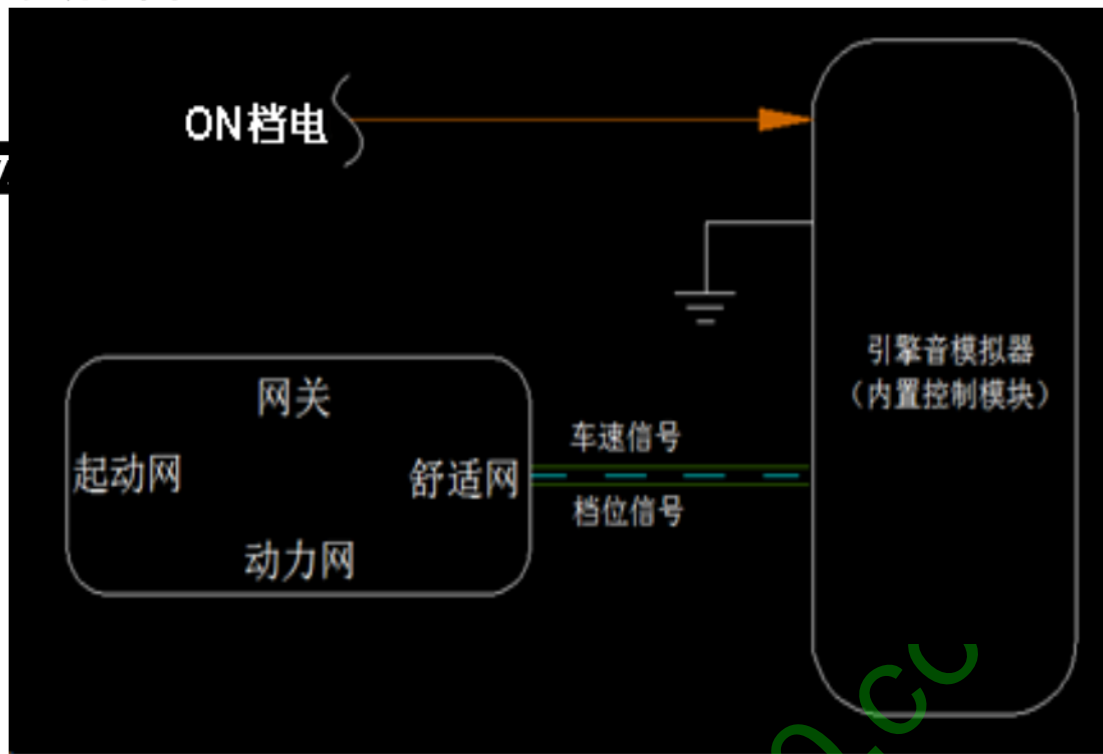 ON档电
引擎音模拟器
（内置控制模块）
网关
车速信号
起动网
舒适网
档位信号
动力网